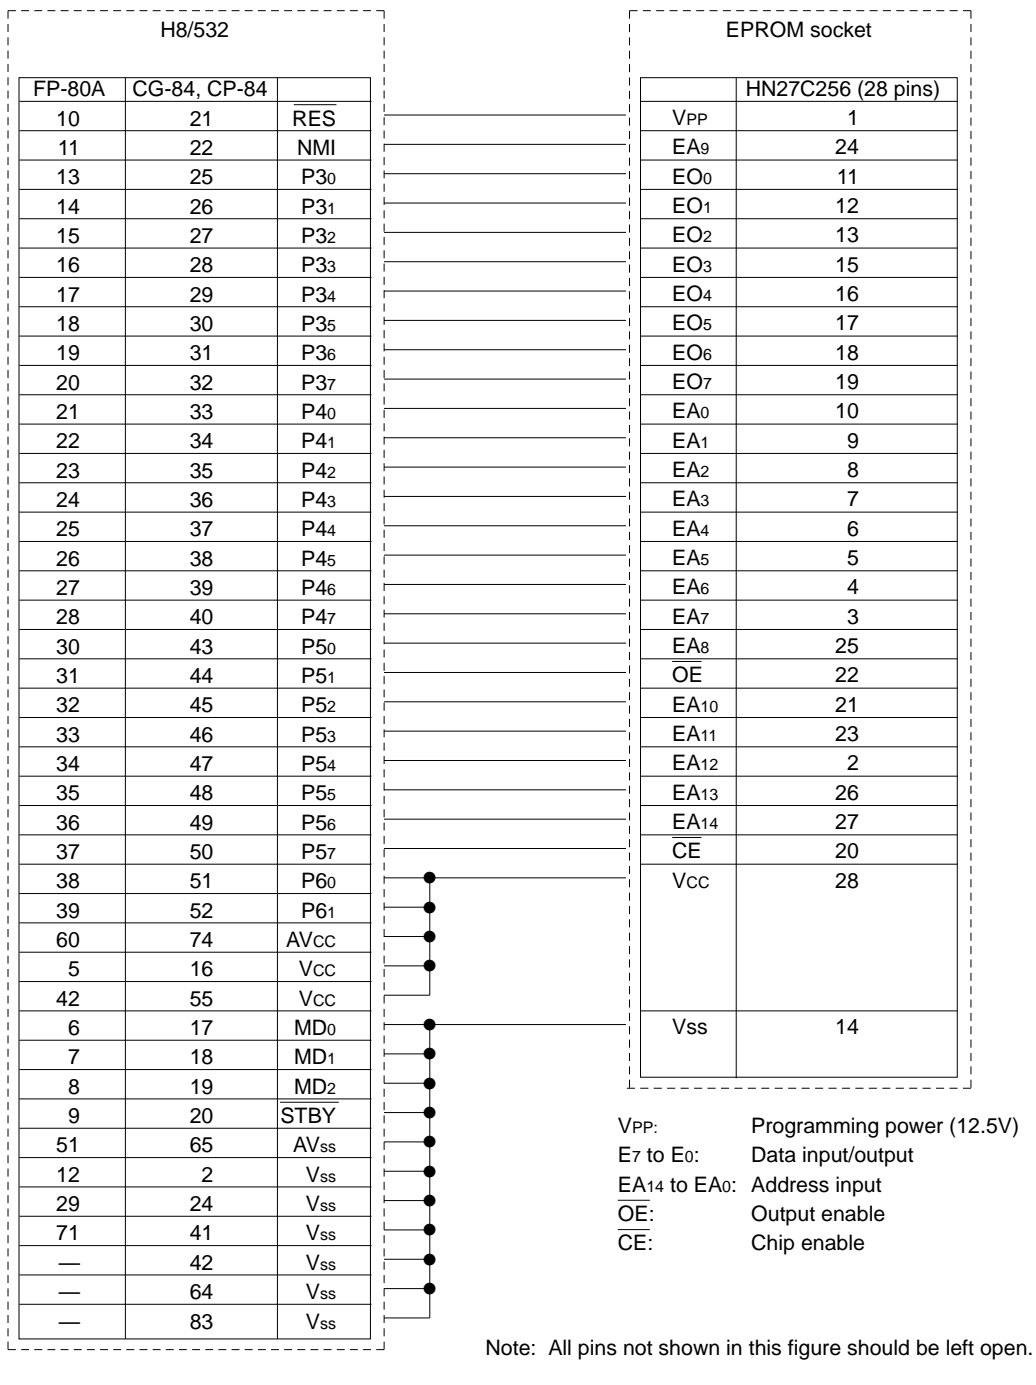 H8/532 EPROM socket
FP-80A CG-84, CP-84 HN27C256 (28 pins)
10 21 RES VPP 1
11 22 NMI EA9 24
13 25 P30 EO0 11
14 26 P31 EO1 12
15 27 P32 EO2 13
16 28 P33 EO3 15
17 29 P34 EO4 16
18 30 P35 EO5 17
19 31 P36 EO6 18
20 32 P37 EO7 19
21 33 P40 EA0 10
22 34 P41 EA1 9
23 35 P42 EA2 8
24 36 P43 EA3 7
25 37 P44 EA4 6
26 38 P45 EA5 5
27 39 P46 EA6 4
28 40 P47 EA7 3
30 43 P50 EA8 25
31 44 P51 OE 22
32 45 P52 EA10 21
33 46 P53 EA11 23
34 47 P54 EA12 2
35 48 P55 EA13 26
36 49 P56 EA14 27
37 50 P57 CE 20
38 51 P60 VCC 28
39 52 P61
60 74 AVCC
5 16 VCC
42 55 VCC
6 17 MD0 Vss 14
7 18 MD1
8 19 MD2
9 20 STBY
51 65 AVss
12 2 Vss
29 24 Vss
71 41 Vss
— 42 Vss
— 64 Vss
— 83 Vss
VPP: Programming power (12.5V)
E7 to E0: Data input/output
EA14 to EA0: Address input
OE: Output enable
CE: Chip enable
Note: All pins not shown in this figure should be left open.